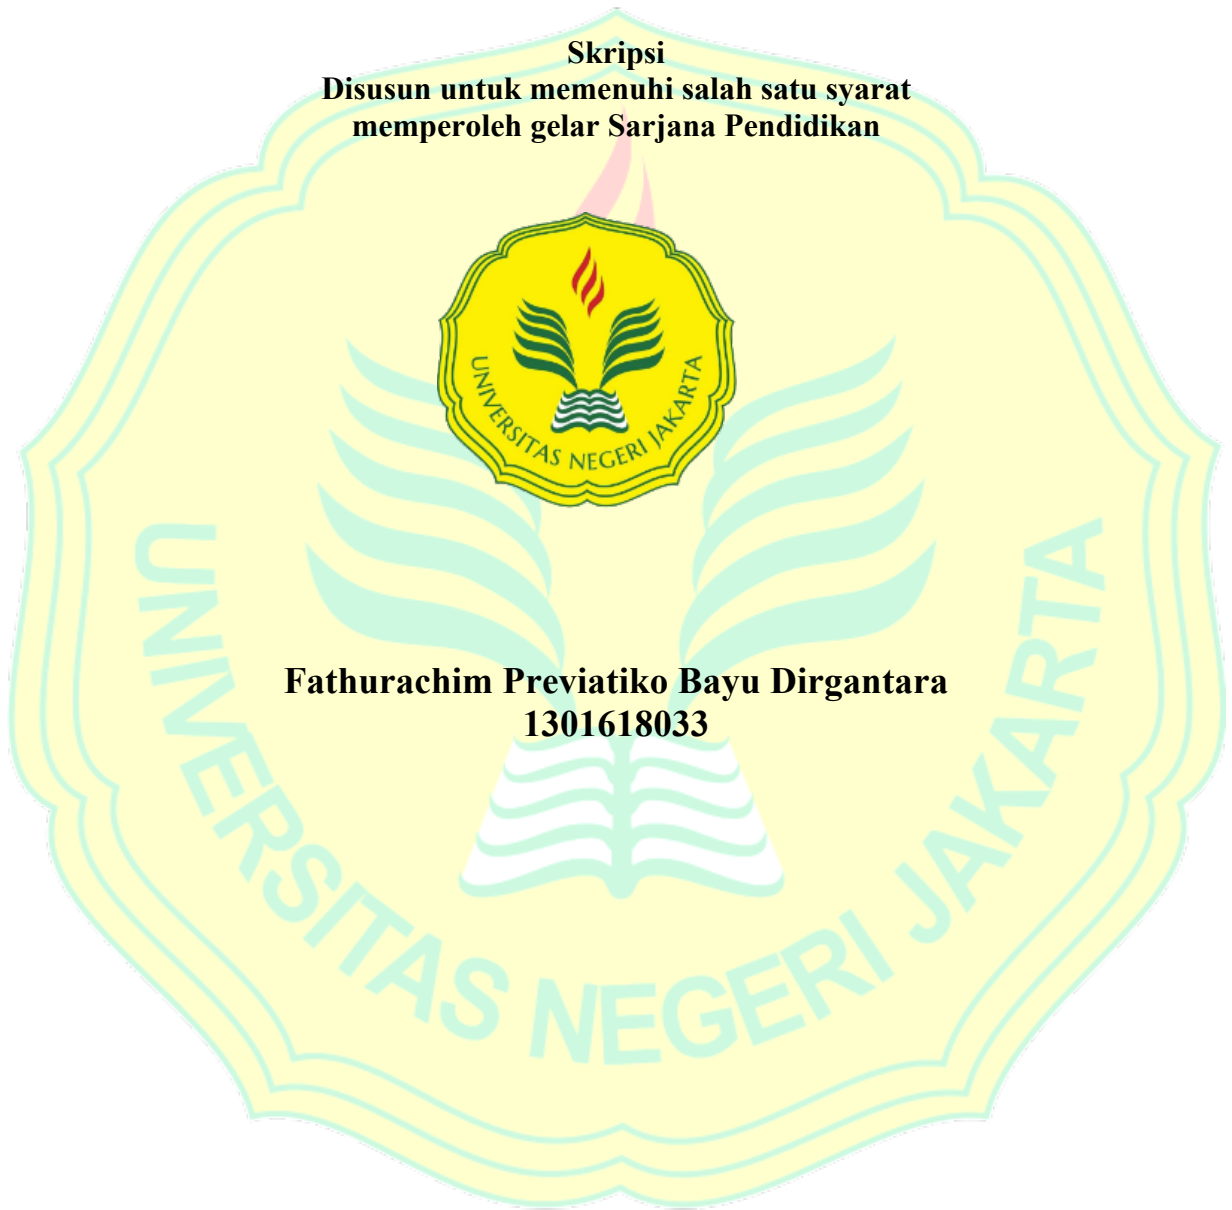 Skripsi
Disusun untuk memenuhi salah satu syarat
memperoleh gelar Sarjana Pendidikan
UNIVERSITAS NEGERI JAKARTA
Fathurachim Previatiko Bayu Dirgantara
1301618033
UNIVERSITAS NEGERI JAKARTA